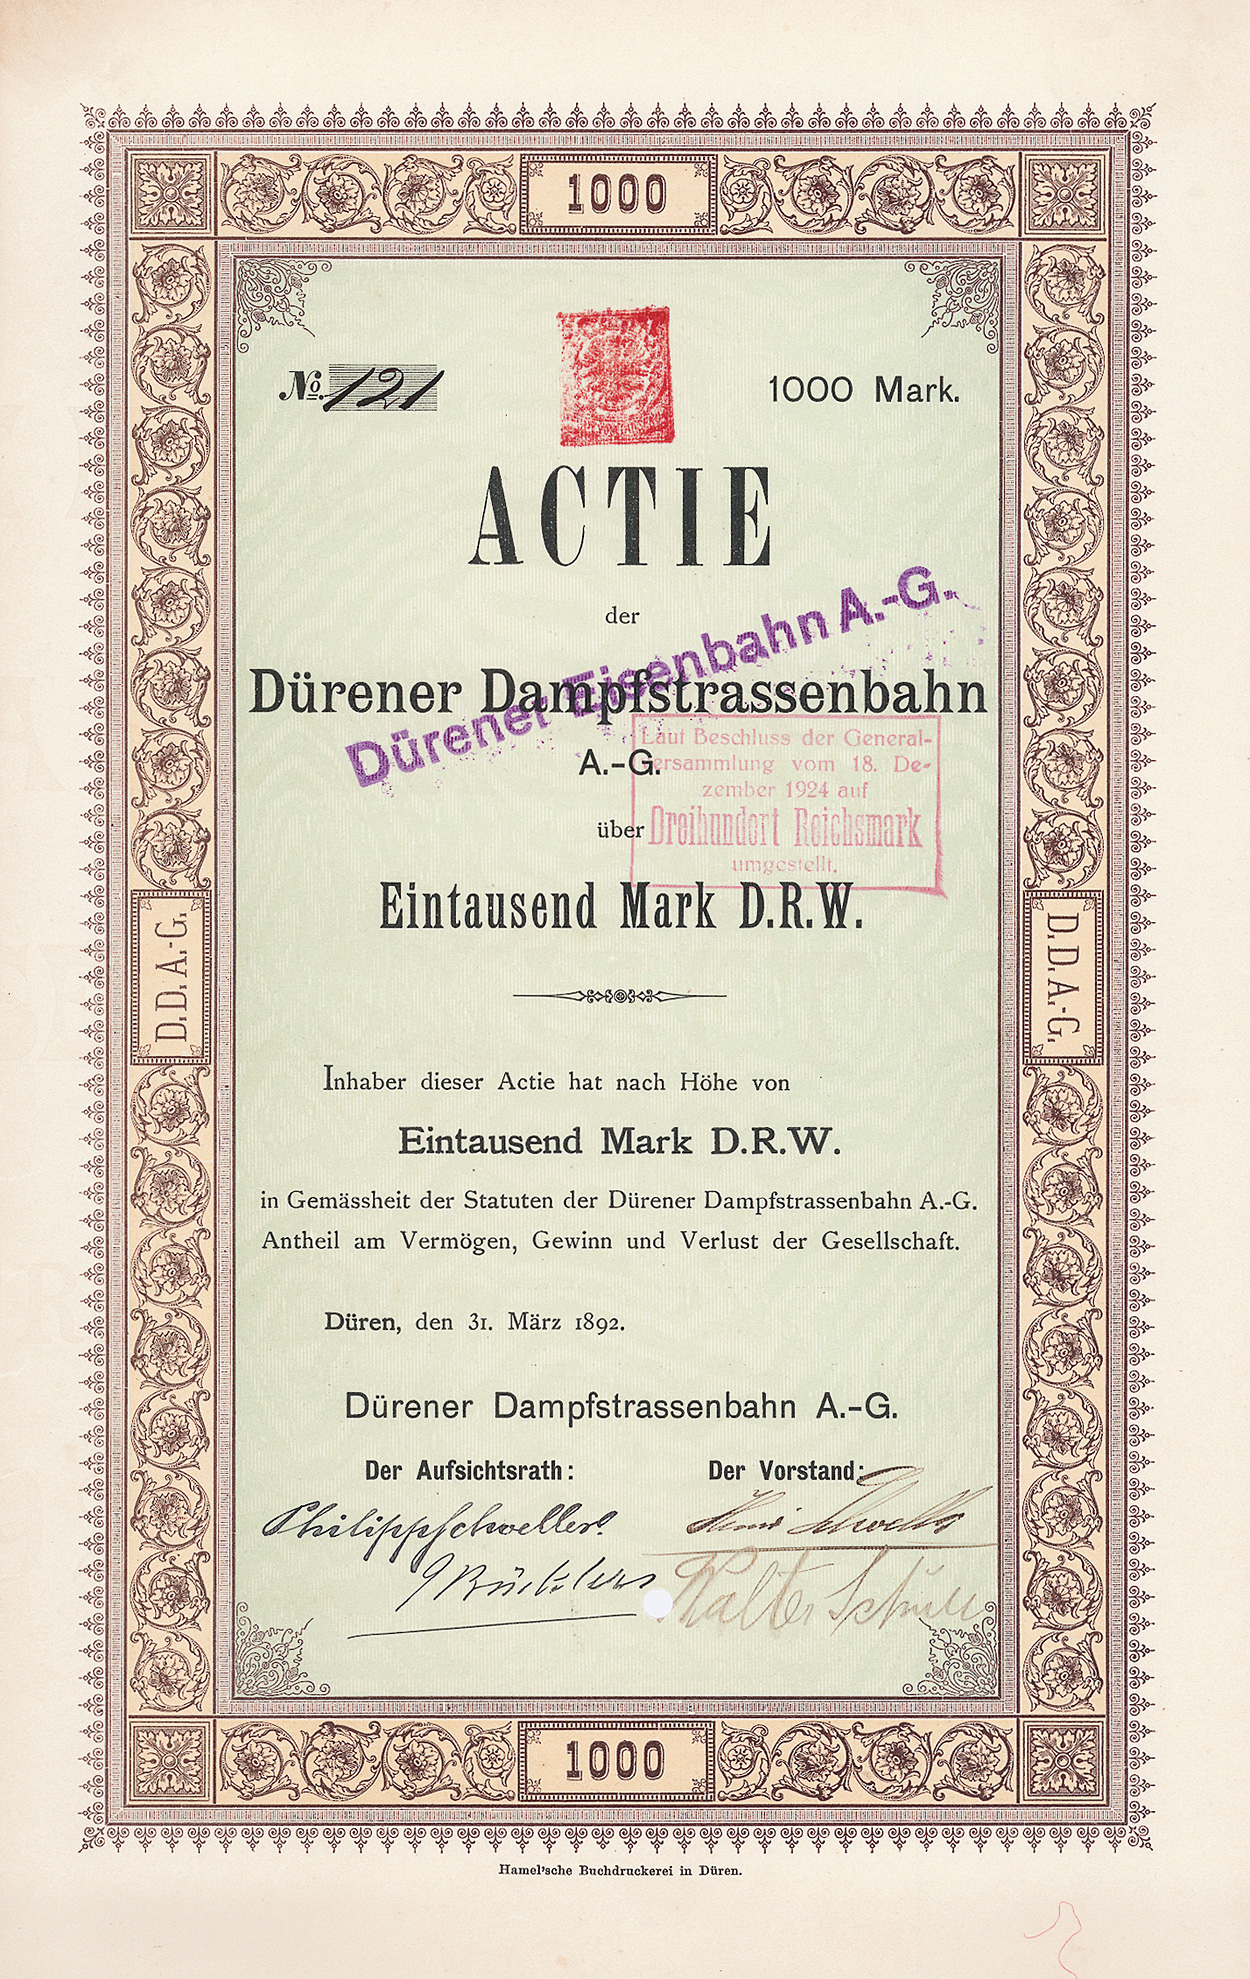 1000
No. 121
1000 Mark.
ACTIE
der
Dürener Eisenbahn A.-G.
Dürener Dampfstrassenbahn
A.-G.
Laut Beschluss der General-
versammlung vom 18. De-
zember 1924 auf
Dreihundert Reichsmark
umgestellt.
über
Eintausend Mark D.R.W.
D.D.A.-G.
D.D.A.-G.
Inhaber dieser Actie hat nach Höhe von
Eintausend Mark D.R.W.
in Gemässheit der Statuten der Dürener Dampfstrassenbahn A.-G.
Antheil am Vermögen, Gewinn und Verlust der Gesellschaft.
Düren, den 31. März 1892.
Dürener Dampfstrassenbahn A.-G.
Der Aufsichtsrath:
Der Vorstand:
Philipp Schoeller
Walter Schüll
1000
Hamel'sche Buchdruckerei in Düren.